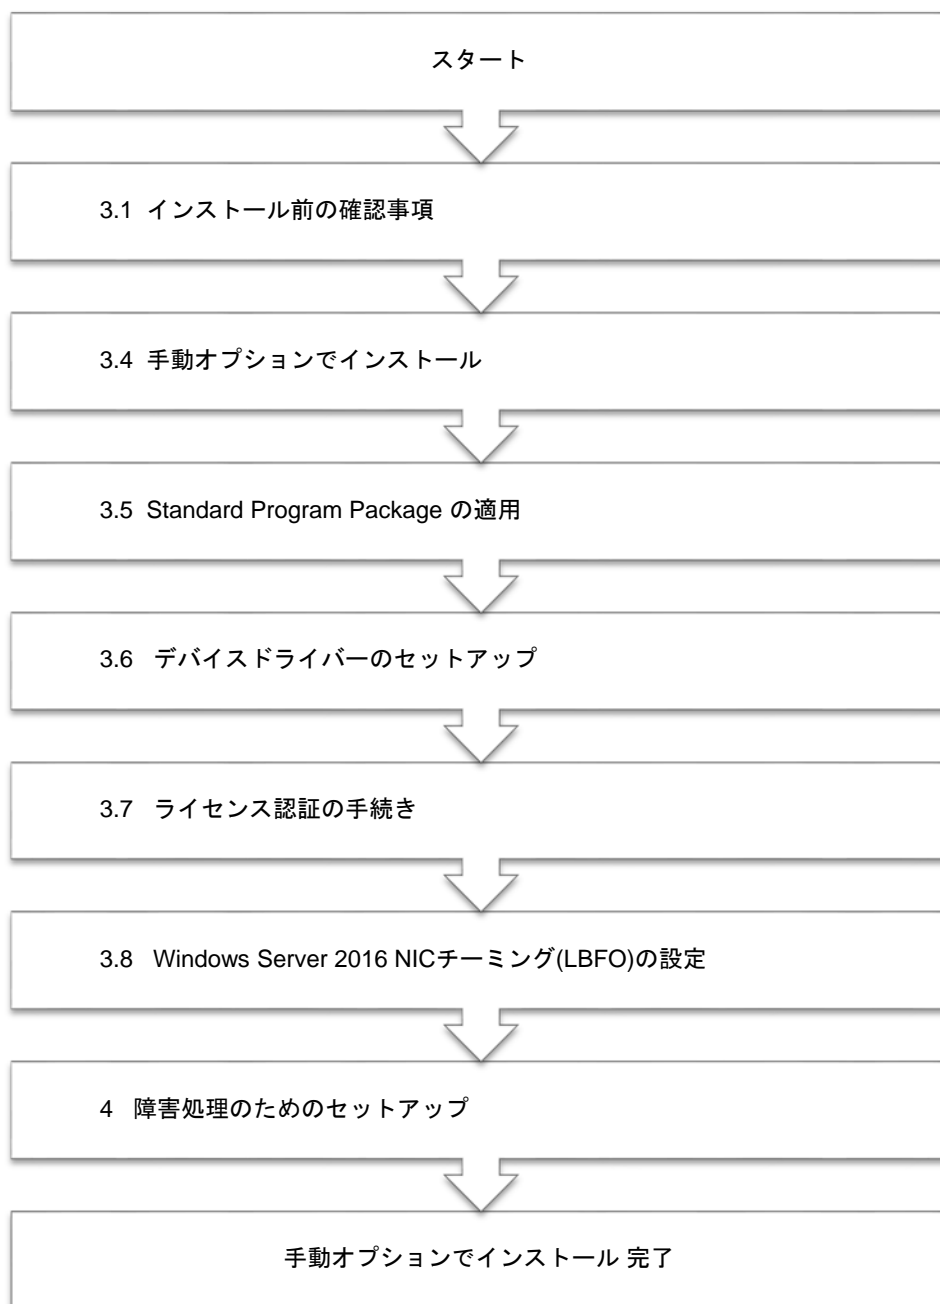 スタート
3.1 インストール前の確認事項
3.4 手動オプションでインストール
3.5 Standard Program Package の適用
3.6 デバイスドライバーのセットアップ
3.7 ライセンス認証の手続き
3.8 Windows Server 2016 NICチーミング(LBFO)の設定
4 障害処理のためのセットアップ
手動オプションでインストール 完了